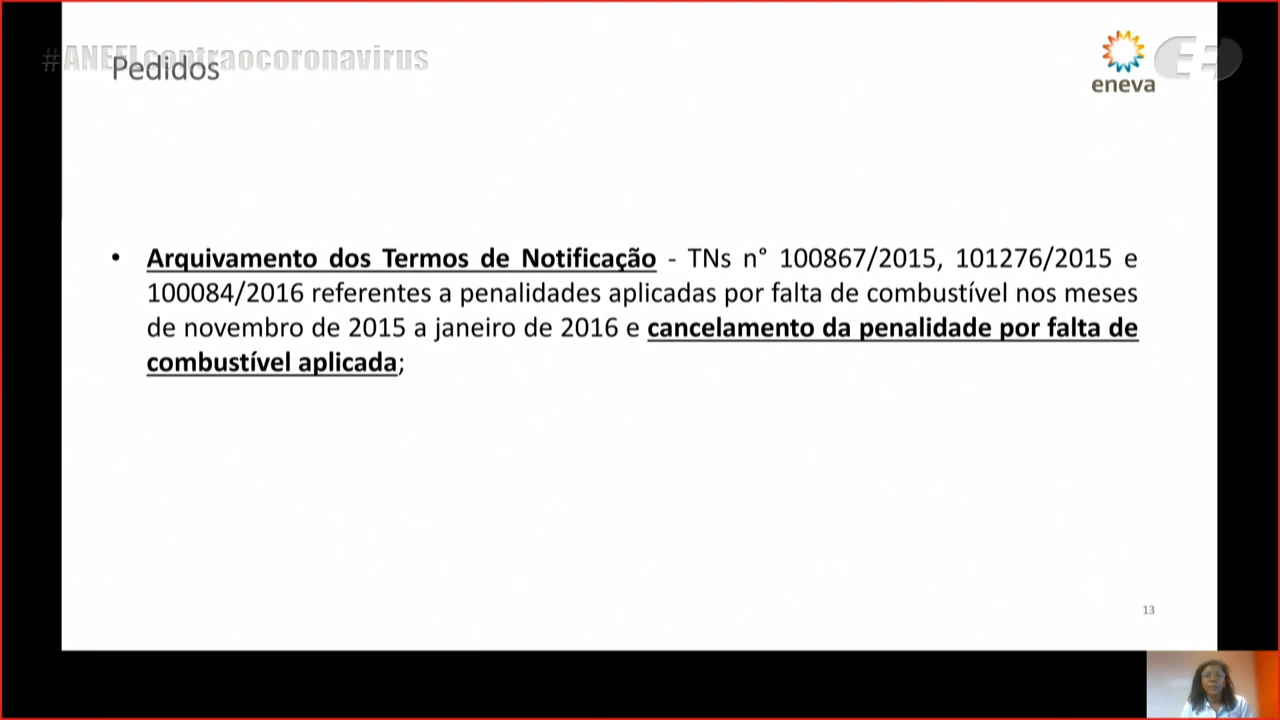 #ANEELcontraocoronavirus
Pedidos
eneva
• Arquivamento dos Termos de Notificação - TNs n° 100867/2015, 101276/2015 e
100084/2016 referentes a penalidades aplicadas por falta de combustível nos meses
de novembro de 2015 a janeiro de 2016 e cancelamento da penalidade por falta de
combustível aplicada;
13